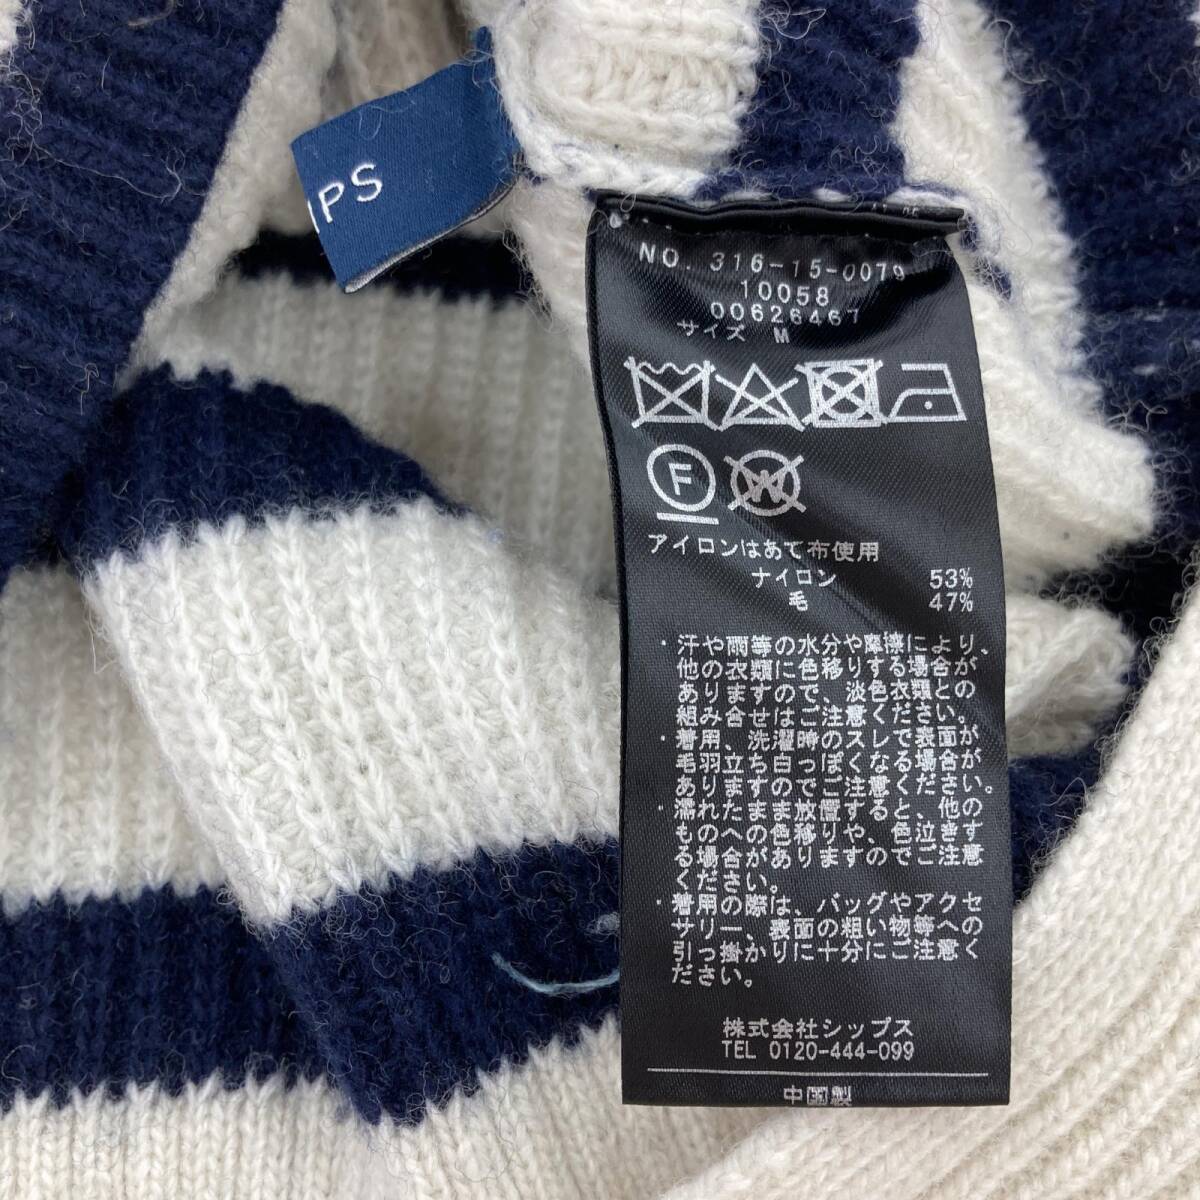 IPS
NO. 316-15-0079
10058
00626467
サイズ M
F
W
アイロンはあて布使用
ナイロン 53%
毛 47%
・汗や雨等の水分や摩擦により、
他の衣類に色移りする場合が
ありますので、淡色衣類との
組み合せはご注意ください。
・着用、洗濯時のスレで表面が
毛羽立ち白っぽくなる場合が
ありますのでご注意ください。
・濡れたまま放置すると、他の
ものへの色移りや、色泣きす
る場合がありますのでご注意
ください。
・着用の際は、バッグやアクセ
サリー、表面の粗い物等への
引っ掛かりに十分にご注意く
ださい。
株式会社シップス
TEL 0120-444-099
中国製